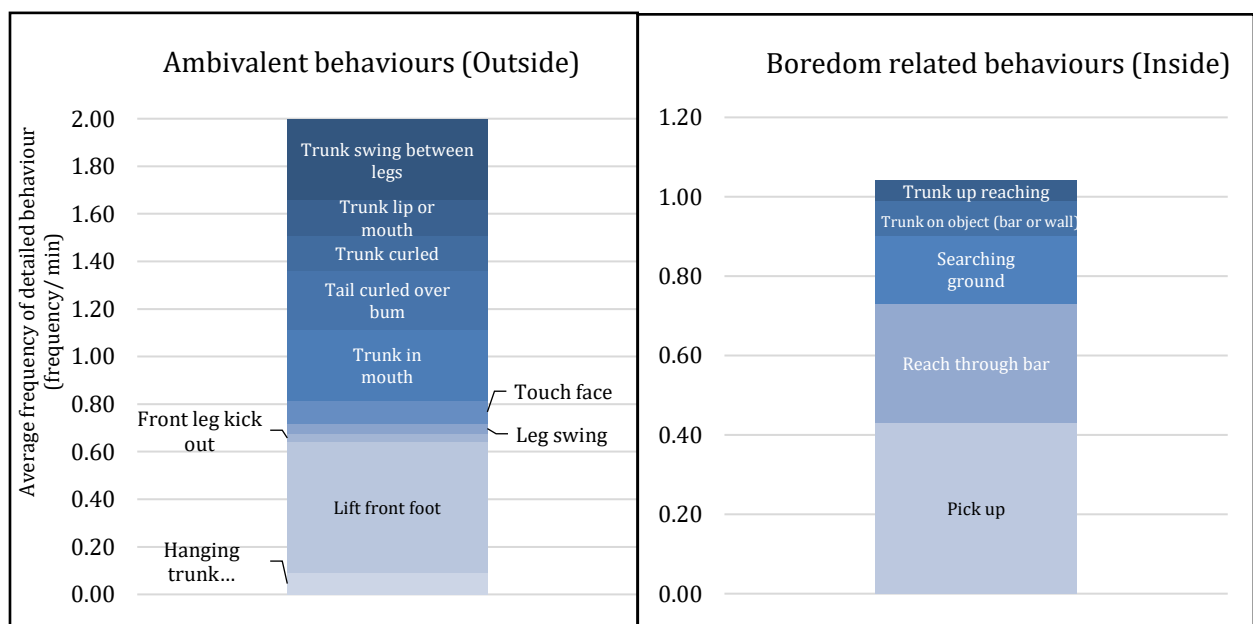 Ambivalent behaviours (Outside)
Average frequency of detailed behaviour
(frequency/ min)
2.00
1.80
1.60
1.40
1.20
1.00
0.80
0.60
0.40
0.20
0.00
Trunk swing between
legs
Trunk lip or
mouth
Trunk curled
Tail curled over
bum
Trunk in
mouth
Touch face
Front leg kick
out
Leg swing
Lift front foot
Hanging
trunk…
Boredom related behaviours (Inside)
1.20
1.00
0.80
0.60
0.40
0.20
0.00
Trunk up reaching
Trunk on object (bar or wall)
Searching
ground
Reach through bar
Pick up